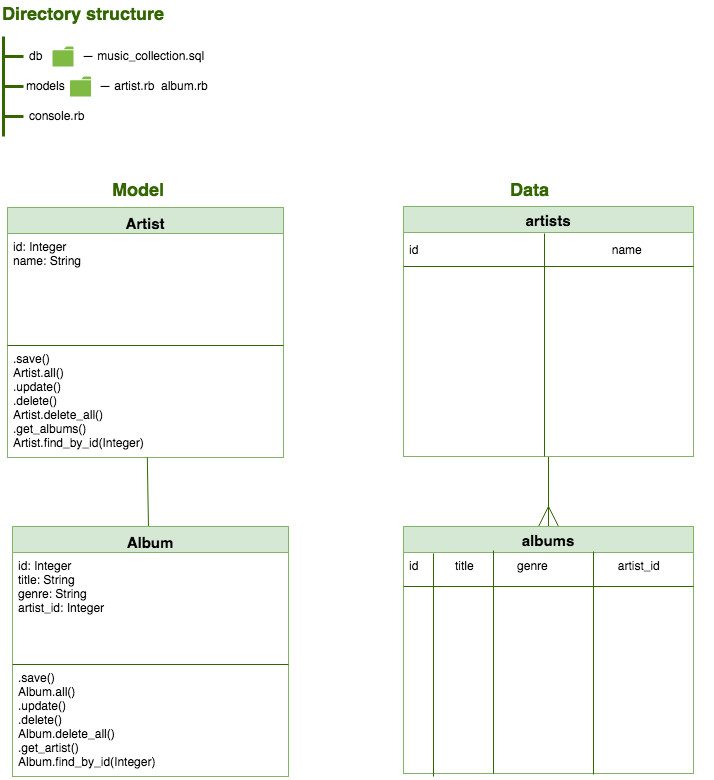 Directory structure
db — music_collection.sql
models — artist.rb album.rb
console.rb
Model
Artist
id: Integer
name: String
.save()
Artist.all()
.update()
.delete()
Artist.delete_all()
.get_albums()
Artist.find_by_id(Integer)
Album
id: Integer
title: String
genre: String
artist_id: Integer
.save()
Album.all()
.update()
.delete()
Album.delete_all()
.get_artist()
Album.find_by_id(Integer)
Data
artists
id name
albums
id title genre artist_id